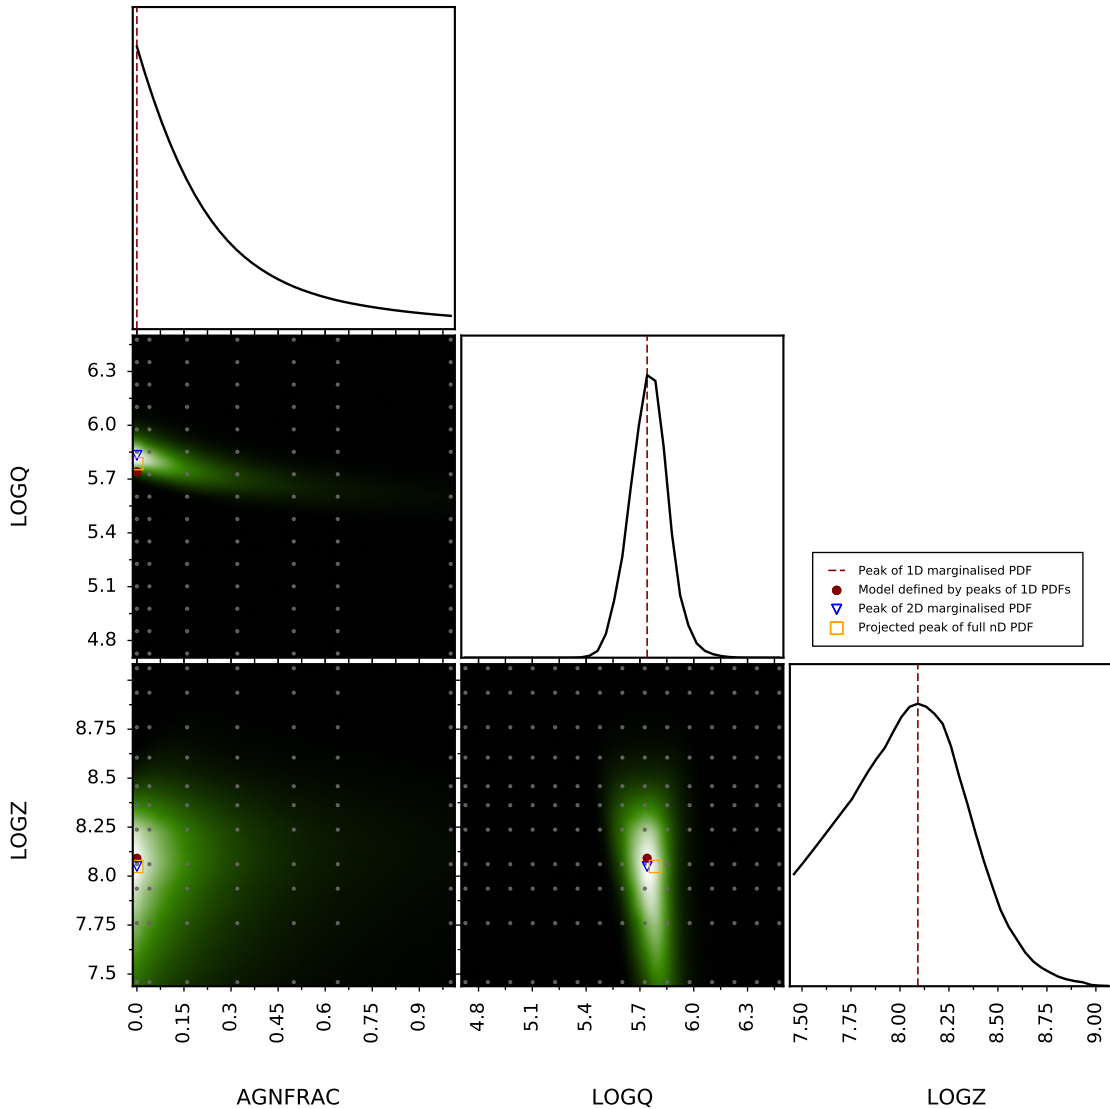 6.3
6.0
5.7
5.4
5.1
4.8
LOGQ
Peak of 1D marginalised PDF
Model defined by peaks of 1D PDFs
Peak of 2D marginalised PDF
Projected peak of full nD PDF
8.75
8.5
8.25
8.0
7.75
7.5
LOGZ
0.0 0.15 0.3 0.45 0.6 0.75 0.9
4.8 5.1 5.4 5.7 6.0 6.3
7.50 7.75 8.00 8.25 8.50 8.75 9.00
AGNFRAC LOGQ LOGZ